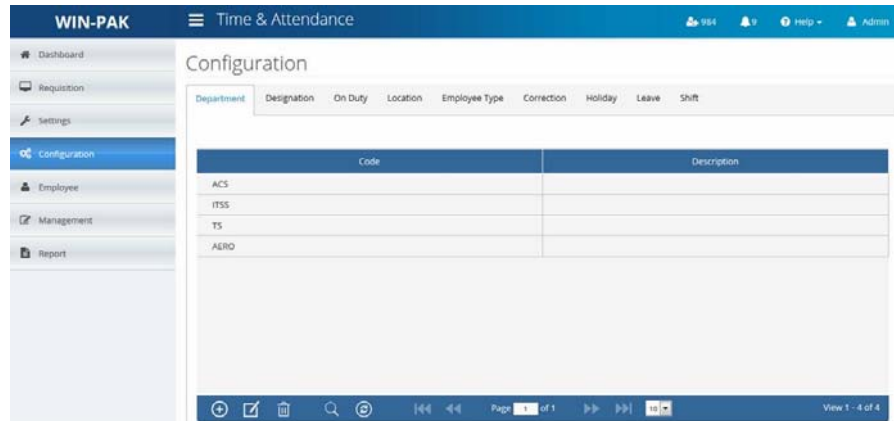 WIN-PAK
Time & Attendance
984
9
Help
Admin
Dashboard
Requisition
Settings
Configuration
Employee
Management
Report
Configuration
Department Designation On Duty Location Employee Type Correction Holiday Leave Shift
Code Description
ACS
ITSS
TS
AERO
Page 1 of 1 10 View 1 - 4 of 4